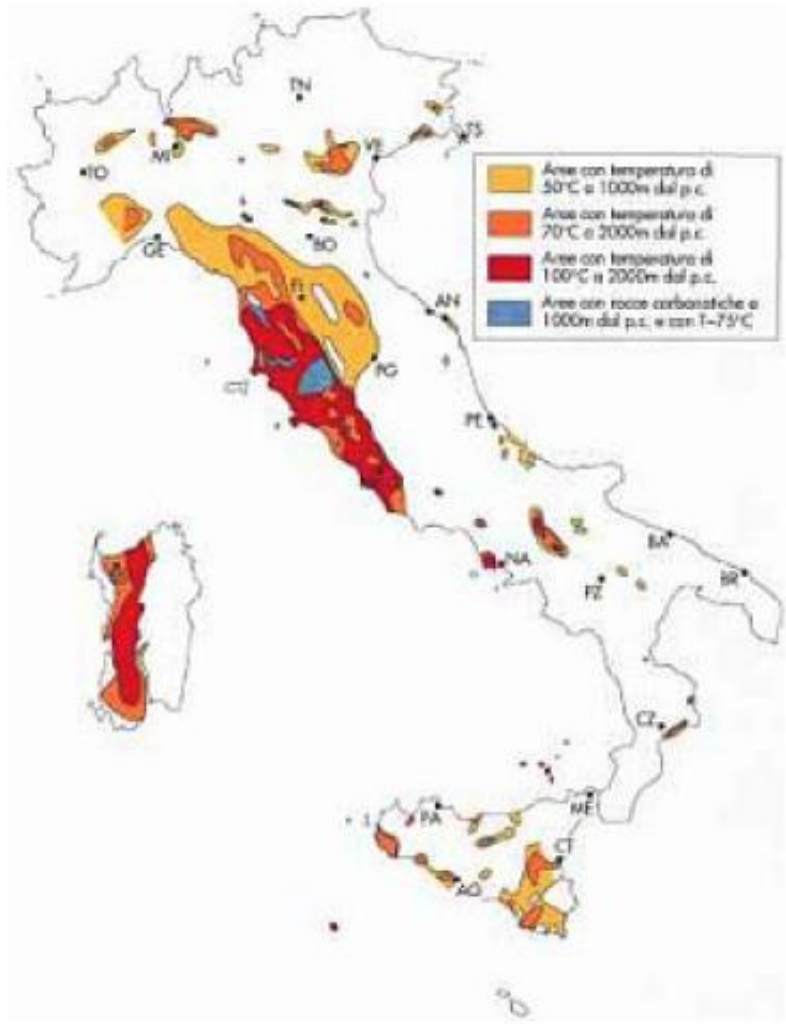 TN
TS
VE
MI
TO
Aree con temperatura di
50°C a 1000m dal p.c.
Aree con temperatura di
70°C a 2000m dal p.c.
Aree con temperatura di
100°C a 2000m dal p.c.
Aree con rocce carbonatiche a
1000m dal p.c. e con T~75°C
GE
BO
FI
AN
PG
PE
BA
NA
PZ
BR
CZ
ME
PA
CT
AG